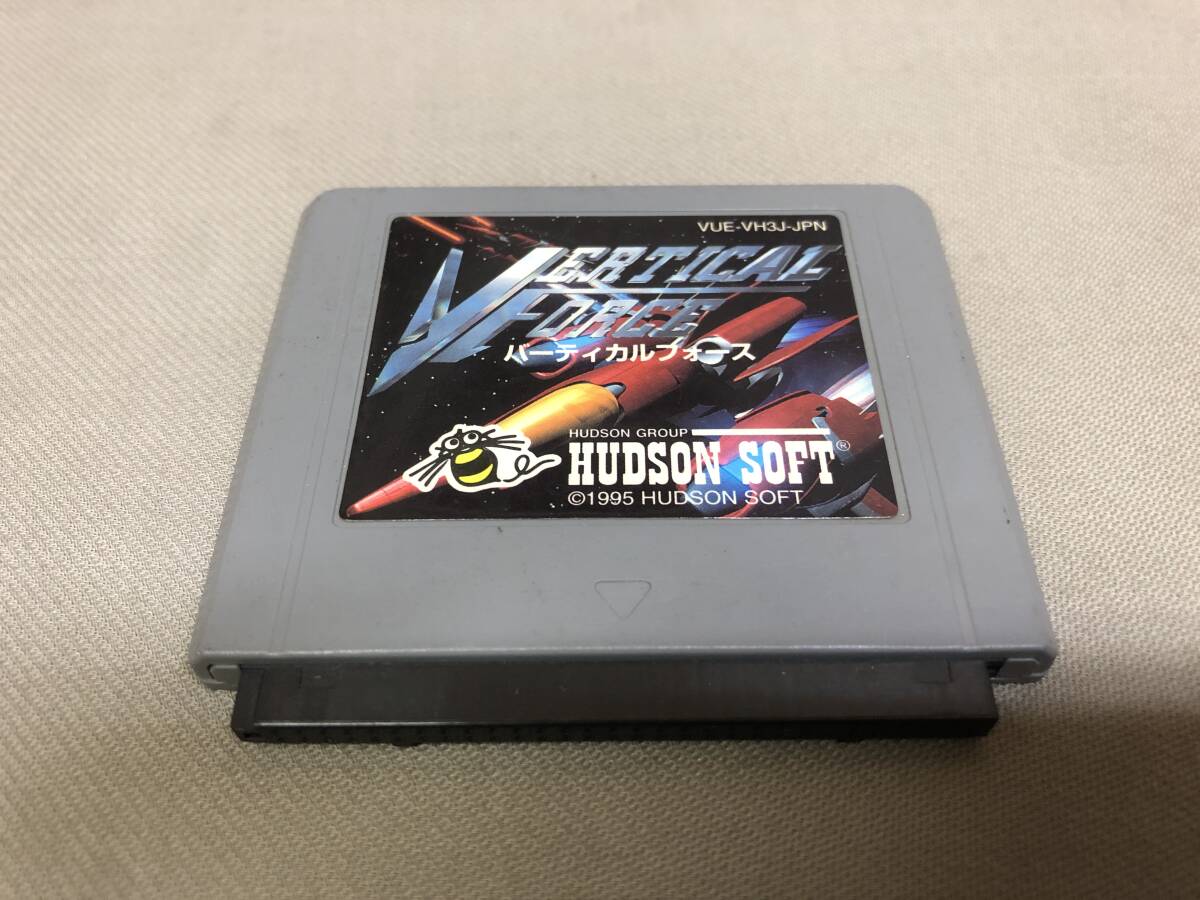 VUE-VH3J-JPN
VERTICAL
FORCE
バーティカルフォース
HUDSON GROUP
HUDSON SOFT®
©1995 HUDSON SOFT